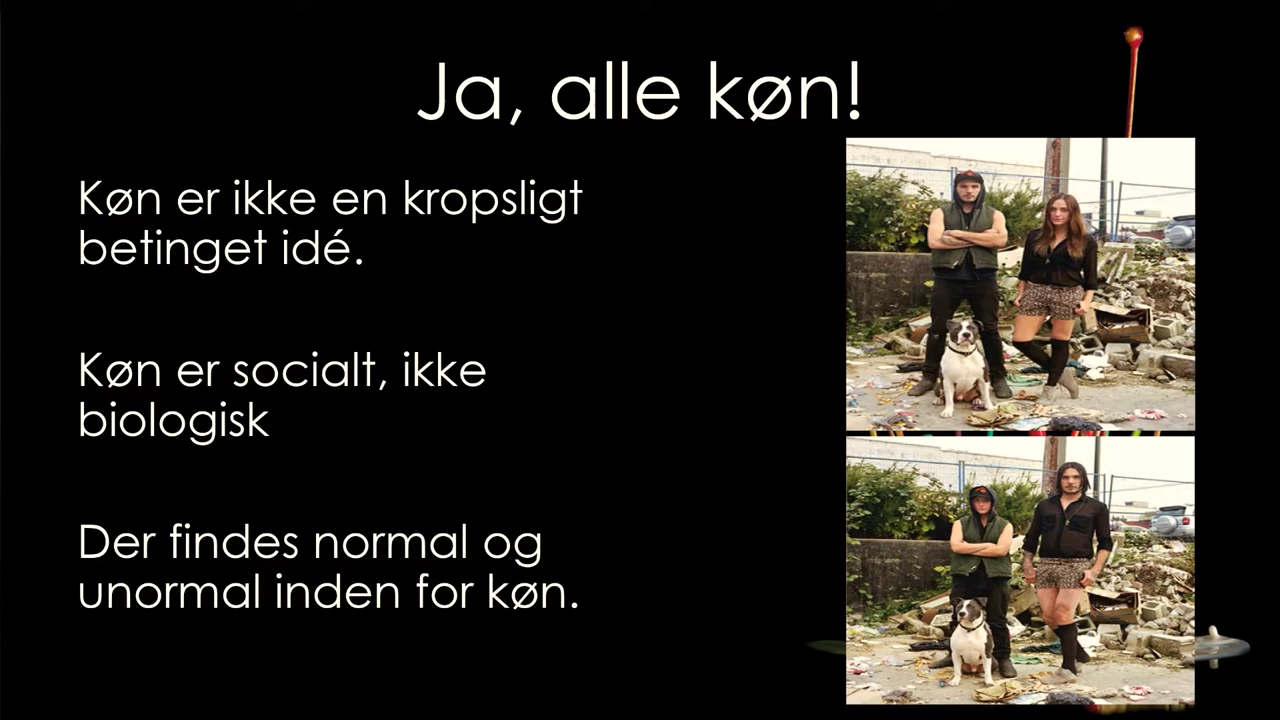 Ja, alle køn!
Køn er ikke en kropsligt
betinget idé.
Køn er socialt, ikke
biologisk
Der findes normal og
unormal inden for køn.